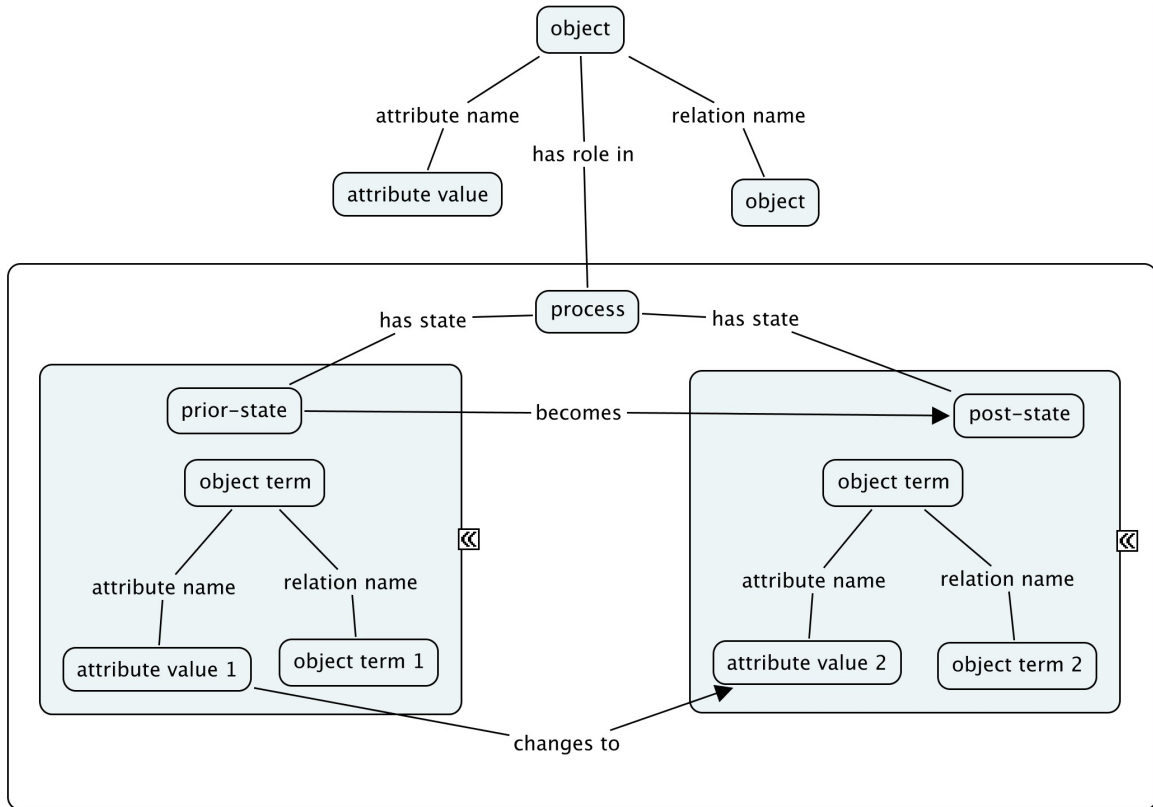 object
attribute name
relation name
has role in
attribute value
object
process
has state
has state
prior-state
becomes
post-state
object term
object term
attribute name
relation name
attribute name
relation name
attribute value 1
object term 1
attribute value 2
object term 2
changes to